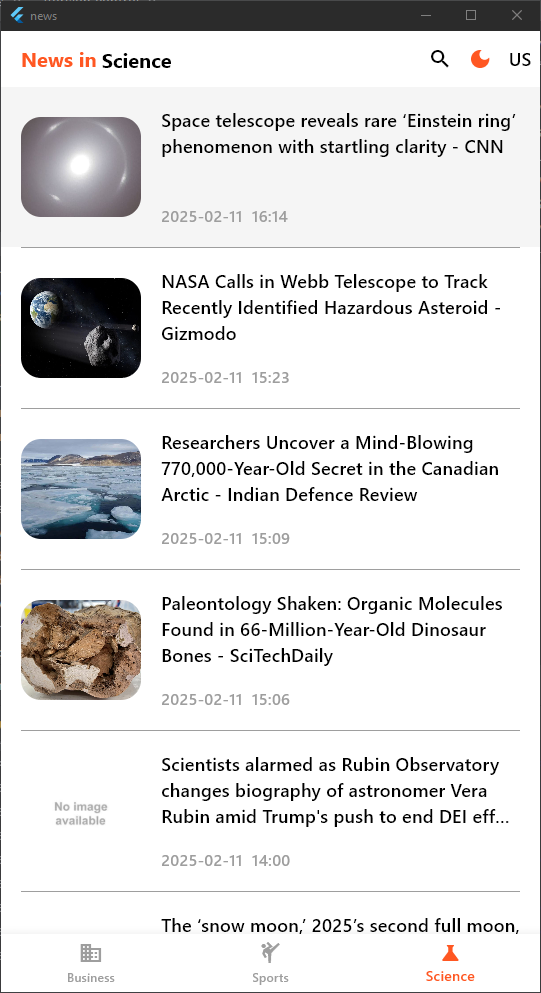 news
News in Science
US
Space telescope reveals rare ‘Einstein ring’
phenomenon with startling clarity - CNN
2025-02-11 16:14
NASA Calls in Webb Telescope to Track
Recently Identified Hazardous Asteroid -
Gizmodo
2025-02-11 15:23
Researchers Uncover a Mind-Blowing
770,000-Year-Old Secret in the Canadian
Arctic - Indian Defence Review
2025-02-11 15:09
Paleontology Shaken: Organic Molecules
Found in 66-Million-Year-Old Dinosaur
Bones - SciTechDaily
2025-02-11 15:06
No image
available
Scientists alarmed as Rubin Observatory
changes biography of astronomer Vera
Rubin amid Trump's push to end DEI eff...
2025-02-11 14:00
The ‘snow moon,’ 2025’s second full moon,
Business
Sports
Science